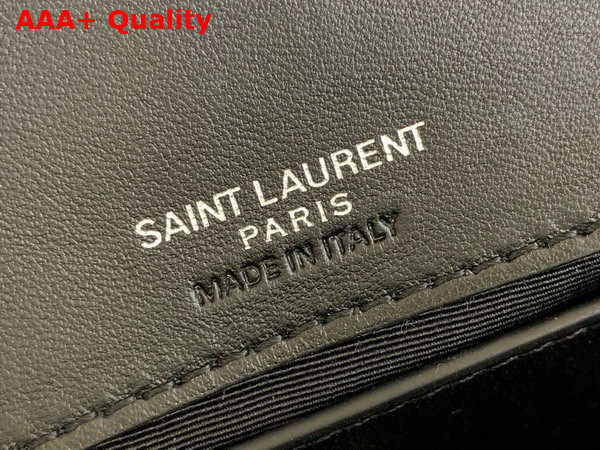 AAA+ Quality
SAINT LAURENT
PARIS
MADE IN ITALY